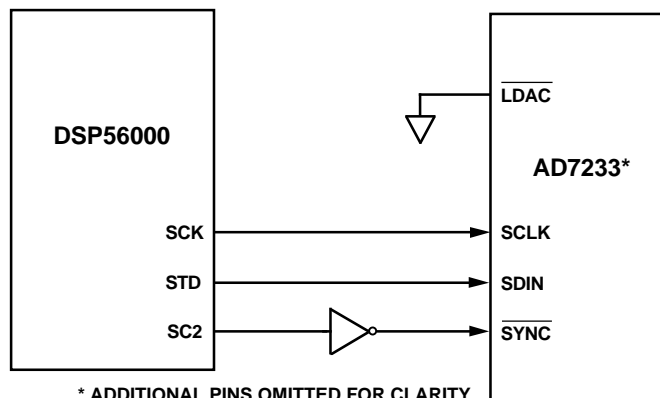 LDAC
DSP56000
AD7233*
SCK
SCLK
STD
SDIN
SC2
SYNC
* ADDITIONAL PINS OMITTED FOR CLARITY